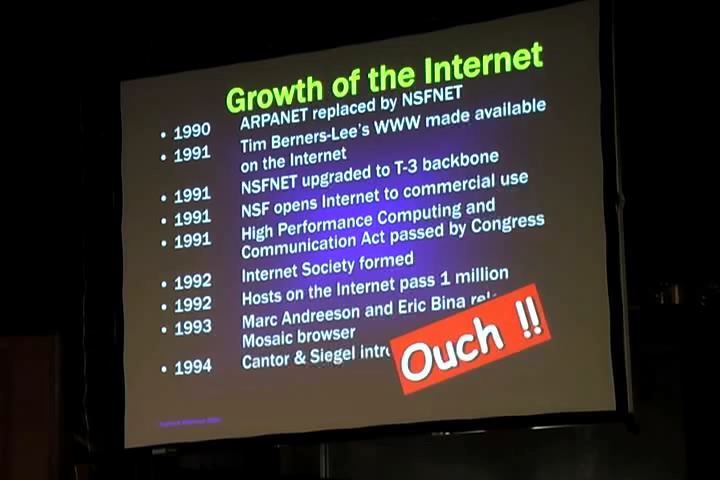 Growth of the Internet
• 1990 ARPANET replaced by NSFNET
• 1991 Tim Berners-Lee's WWW made available
on the Internet
• 1991 NSFNET upgraded to T-3 backbone
• 1991 NSF opens Internet to commercial use
• 1991 High Performance Computing and
Communication Act passed by Congress
• 1992 Internet Society formed
• 1992 Hosts on the Internet pass 1 million
• 1993 Marc Andreeson and Eric Bina
Mosaic browser
• 1994 Cantor & Siegel
Ouch !!